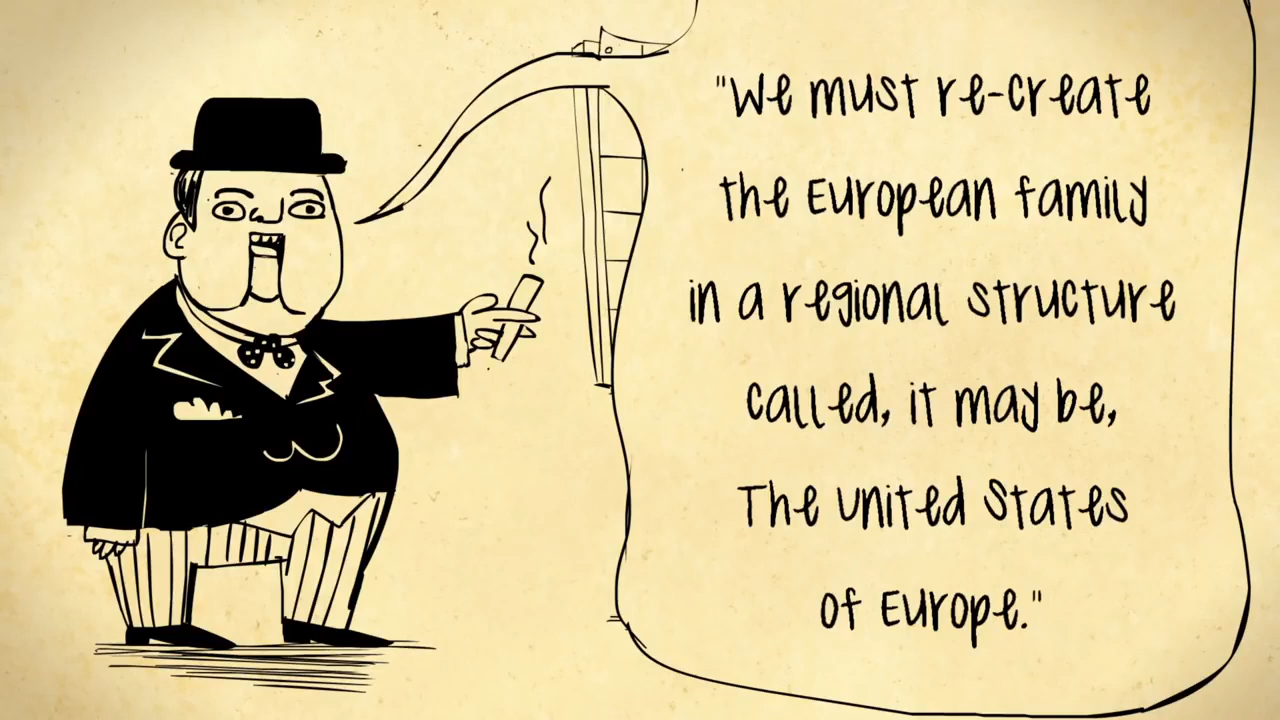 "We must re-create
the European family
in a regional structure
called, it may be,
The United States
of Europe."